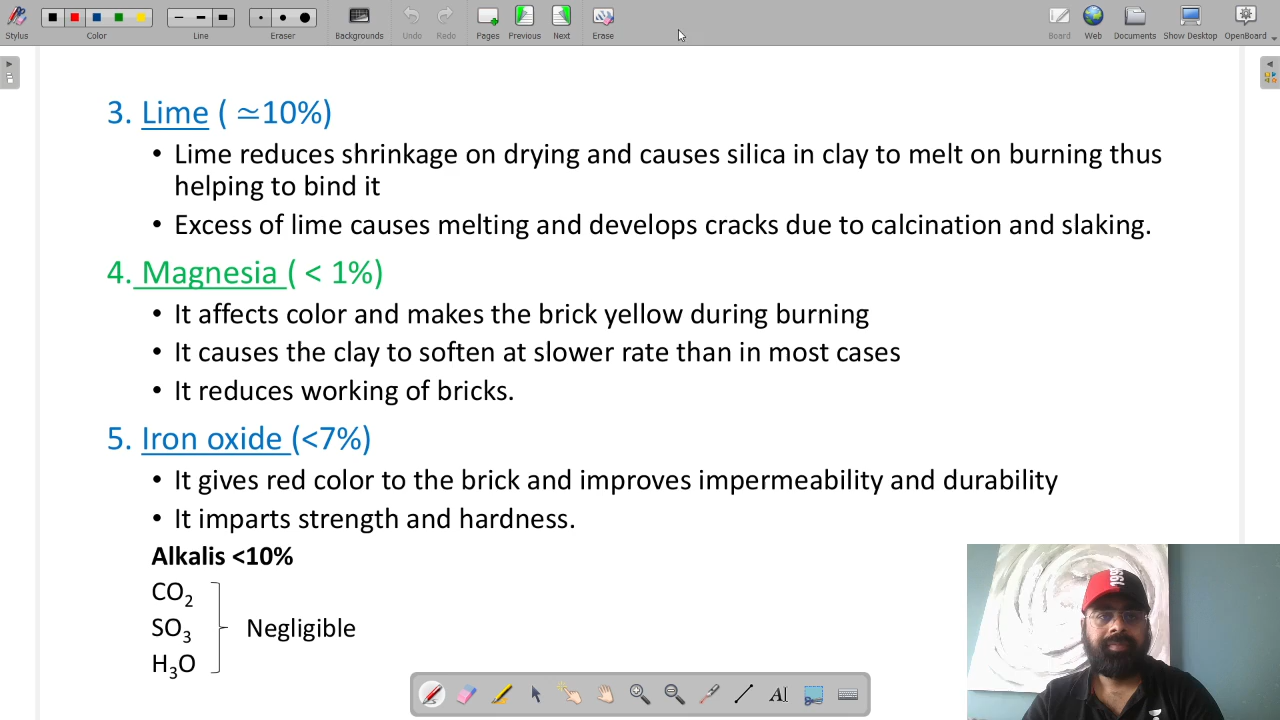 Stylus
Color
Line
Eraser
Backgrounds
Undo
Redo
Pages
Previous
Next
Erase
Board
Web
Documents
Show Desktop
OpenBoard
3. Lime ( ≃10%)
• Lime reduces shrinkage on drying and causes silica in clay to melt on burning thus
helping to bind it
• Excess of lime causes melting and develops cracks due to calcination and slaking.
4. Magnesia ( < 1%)
• It affects color and makes the brick yellow during burning
• It causes the clay to soften at slower rate than in most cases
• It reduces working of bricks.
5. Iron oxide (<7%)
• It gives red color to the brick and improves impermeability and durability
• It imparts strength and hardness.
Alkalis <10%
CO₂
SO₃
Negligible
H₃O
AI